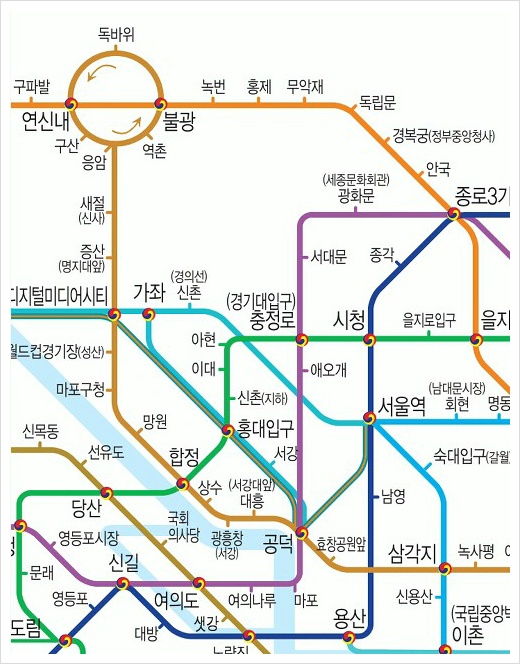 독바위
구파발
녹번
홍제
무악재
독립문
연신내
불광
구산
응암
역촌
경복궁(정부중앙청사)
안국
(세종문화회관)
광화문
종로3가
새절
(신사)
서대문
종각
증산
(명지대앞)
디지털미디어시티
가좌
(경의선)
신촌
(경기대입구)
충정로
시청
을지로입구
을지
아현
월드컵경기장(성산)
이대
애오개
마포구청
신촌(지하)
서울역
(남대문시장)
회현
명동
망원
홍대입구
신목동
선유도
합정
서강
숙대입구(갈월
상수
(서강대앞)
대흥
당산
남영
국회
의사당
광흥창
(서강)
공덕
영등포시장
효창공원앞
삼각지
녹사평
문래
신길
영등포
여의도
여의나루
마포
신용산
(국립중앙박
이촌
샛강
용산
대방
도림
노량진